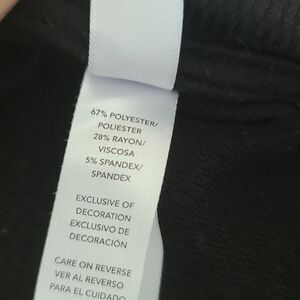 67% POLYESTER/
POLIESTER
28% RAYON/
VISCOSA
5% SPANDEX/
SPANDEX
EXCLUSIVE OF
DECORATION
EXCLUSIVO DE
DECORACIÓN
CARE ON REVERSE
VER AL REVERSO
PARA EL CUIDADO